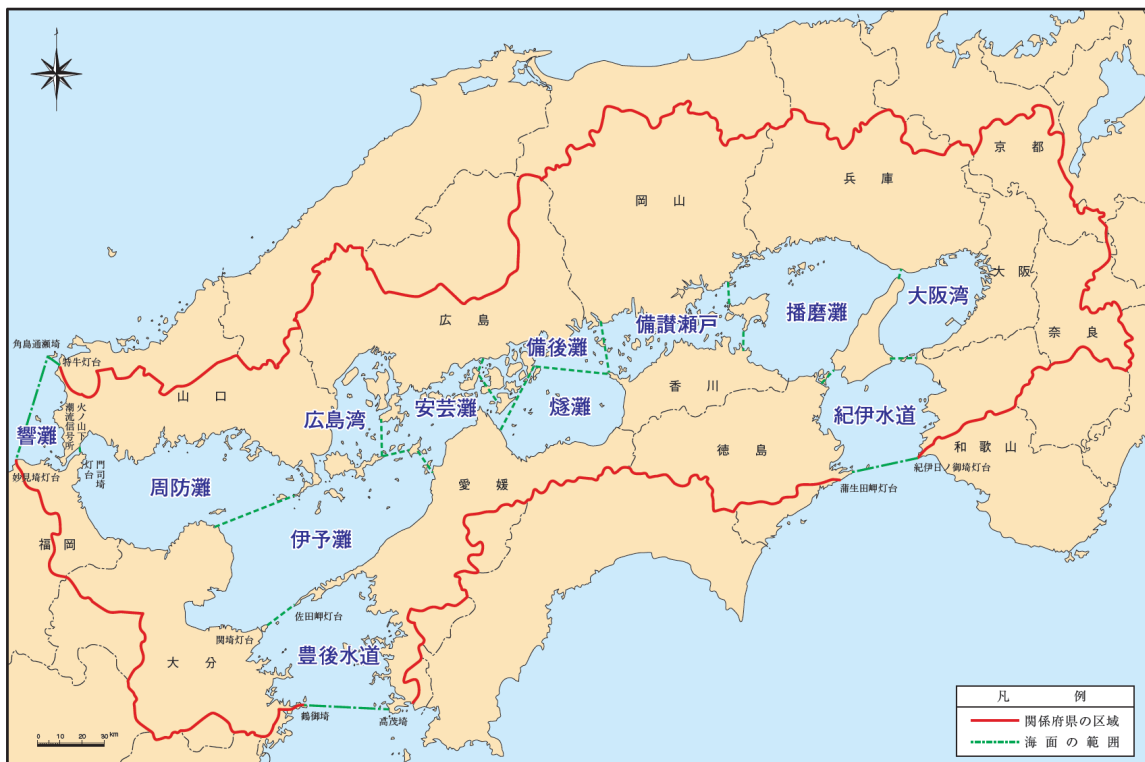 京都
兵庫
岡山
大阪
大阪湾
播磨灘
備讃瀬戸
広島
奈良
備後灘
角島通瀬埼
特牛灯台
香川
山口
燧灘
安芸灘
広島湾
紀伊水道
火ノ山下
潮流信号所
響灘
徳島
和歌山
門司埼
灯台
妙見埼灯台
紀伊日ノ御埼灯台
愛媛
蒲生田岬灯台
周防灘
伊予灘
福岡
佐田岬灯台
関埼灯台
豊後水道
大分
鶴御埼
高茂埼
凡例
関係府県の区域
海面の範囲
0 10 20 30 KM